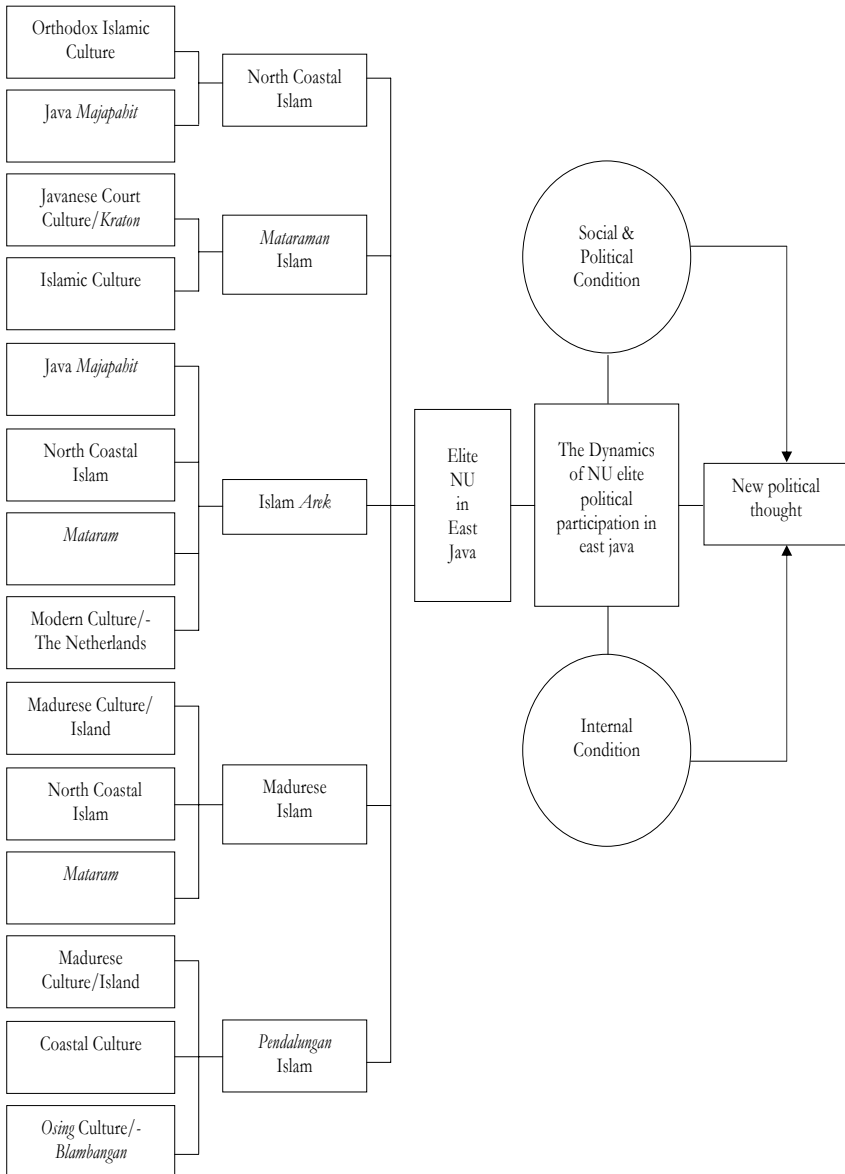 Orthodox Islamic
Culture
Java Majapahit
North Coastal
Islam
Javanese Court
Culture/Kraton
Islamic Culture
Mataraman
Islam
Java Majapahit
North Coastal
Islam
Mataram
Modern Culture/-
The Netherlands
Islam Arek
Madurese Culture/
Island
North Coastal
Islam
Mataram
Madurese
Islam
Madurese
Culture/Island
Coastal Culture
Osing Culture/-
Blambangan
Pendalungan
Islam
Elite
NU
in
East
Java
Social &
Political
Condition
The Dynamics
of NU elite
political
participation in
east java
Internal
Condition
New political
thought